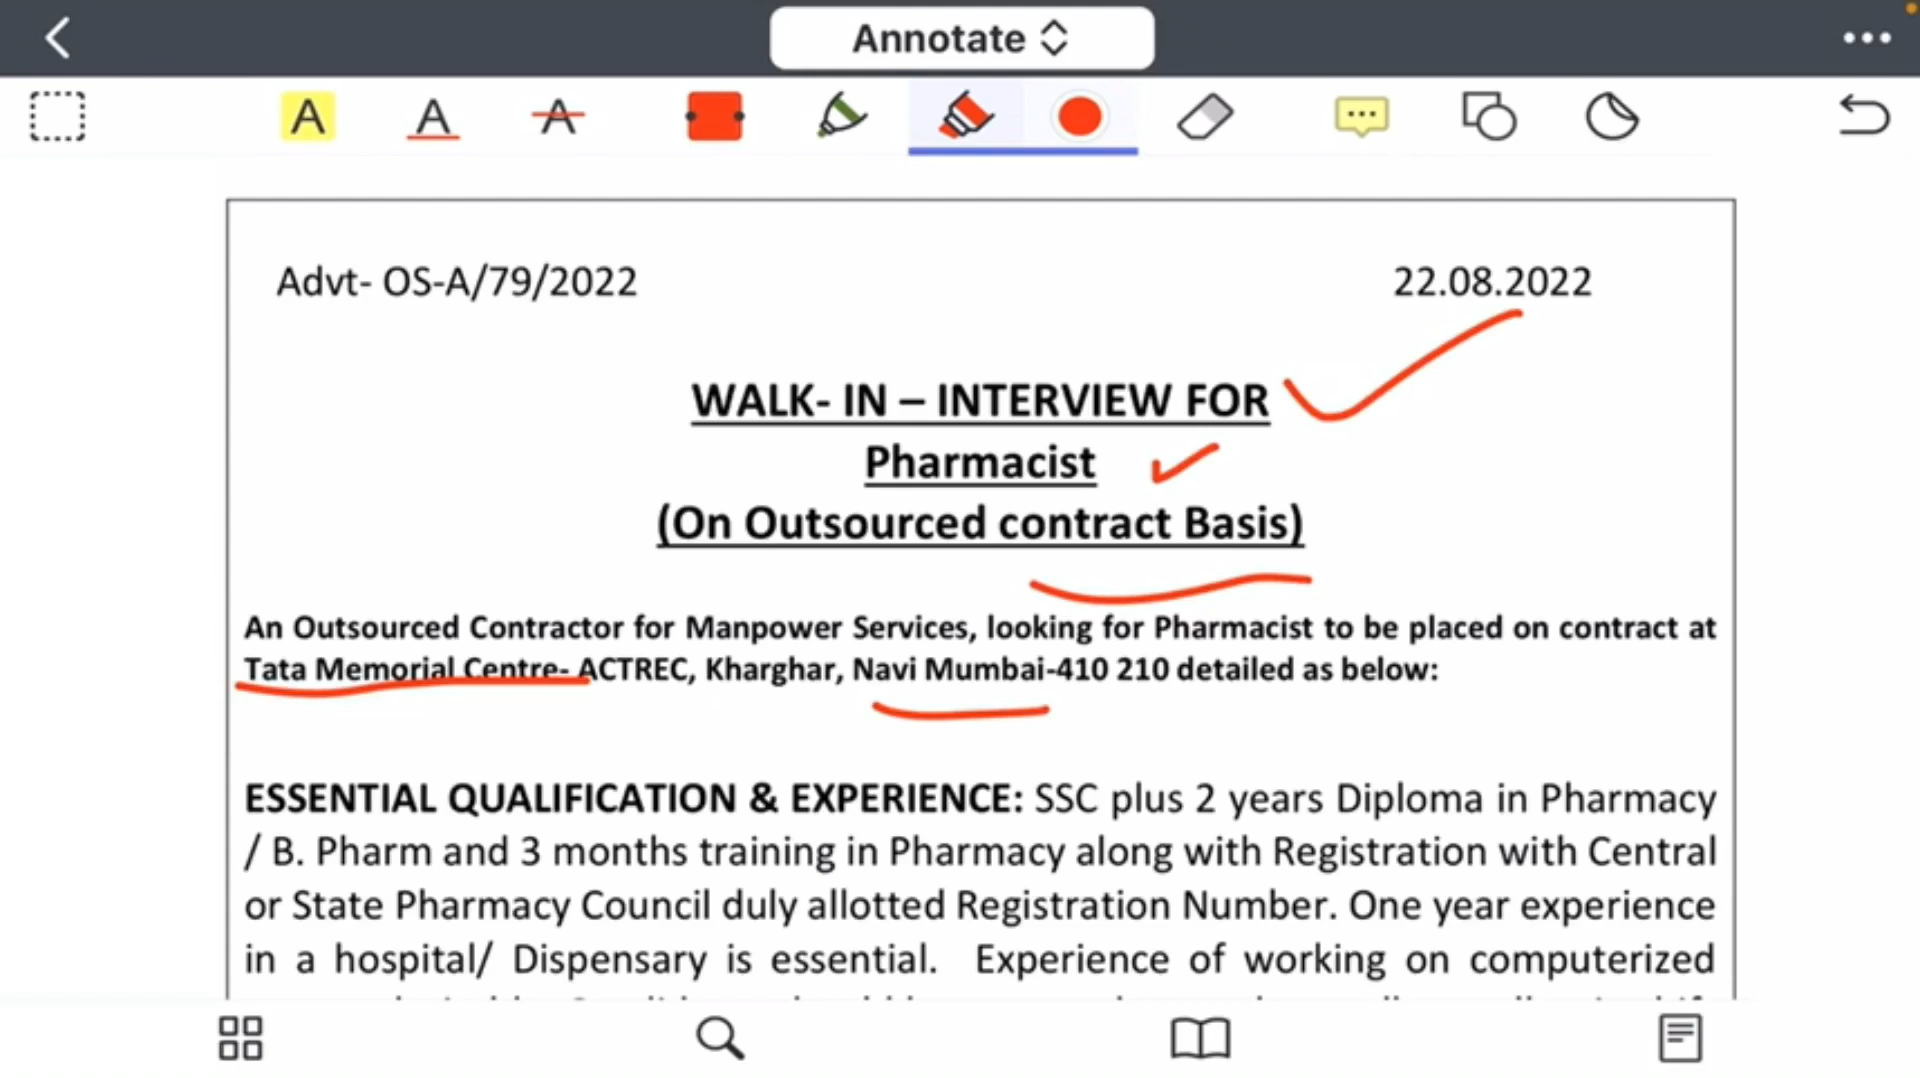 Annotate
A A A
Advt- OS-A/79/2022 22.08.2022
WALK- IN – INTERVIEW FOR
Pharmacist
(On Outsourced contract Basis)
An Outsourced Contractor for Manpower Services, looking for Pharmacist to be placed on contract at
Tata Memorial Centre- ACTREC, Kharghar, Navi Mumbai-410 210 detailed as below:
ESSENTIAL QUALIFICATION & EXPERIENCE: SSC plus 2 years Diploma in Pharmacy
/ B. Pharm and 3 months training in Pharmacy along with Registration with Central
or State Pharmacy Council duly allotted Registration Number. One year experience
in a hospital/ Dispensary is essential. Experience of working on computerized